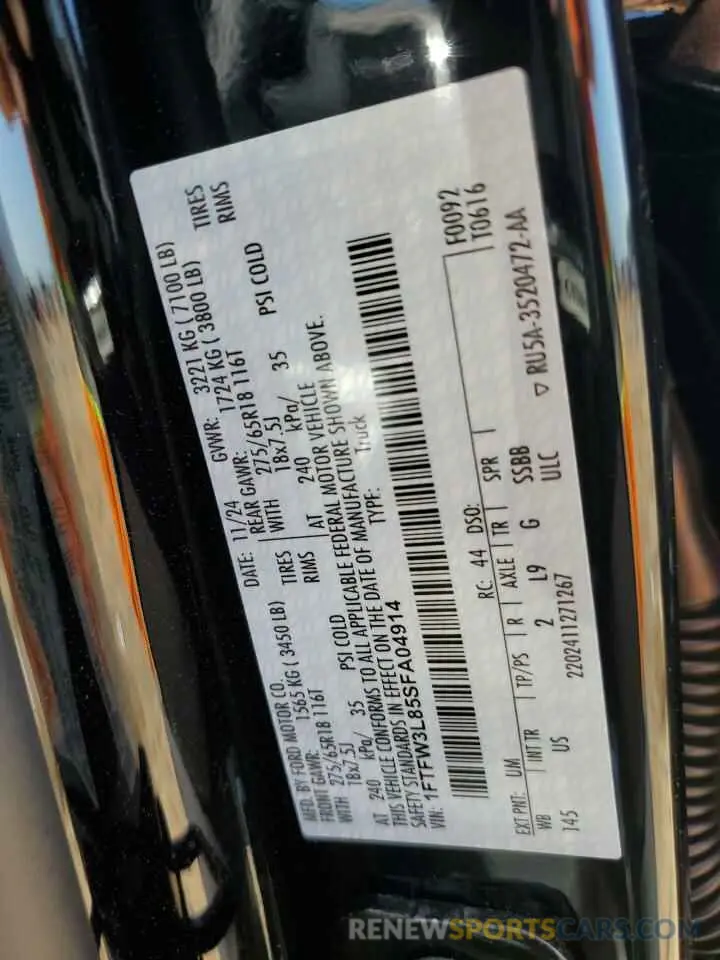 MFD. BY FORD MOTOR CO. DATE: 11/24 GVWR: 3221 KG ( 7100 LB)
FRONT GAWR: 1565 KG ( 3450 LB) REAR GAWR: 1724 KG ( 3800 LB)
WITH 275/65R18 116T TIRES WITH 275/65R18 116T TIRES
18x7.5J RIMS 18x7.5J RIMS
AT 240 kPa/ 35 PSI COLD AT 240 kPa/ 35 PSI COLD
THIS VEHICLE CONFORMS TO ALL APPLICABLE FEDERAL MOTOR VEHICLE
SAFETY STANDARDS IN EFFECT ON THE DATE OF MANUFACTURE SHOWN ABOVE.
VIN: 1FTFW3L85SFA04914 TYPE: Truck
F0092
T0616
EXT PNT: UM RC: 44 DSO:
WB INT TR TP/PS R AXLE TR SPR
145 US 2 L9 G SSBB
2202411271267 ULC
▽ RU5A-3520472-AA
RENEWSPORTSCARS.COM